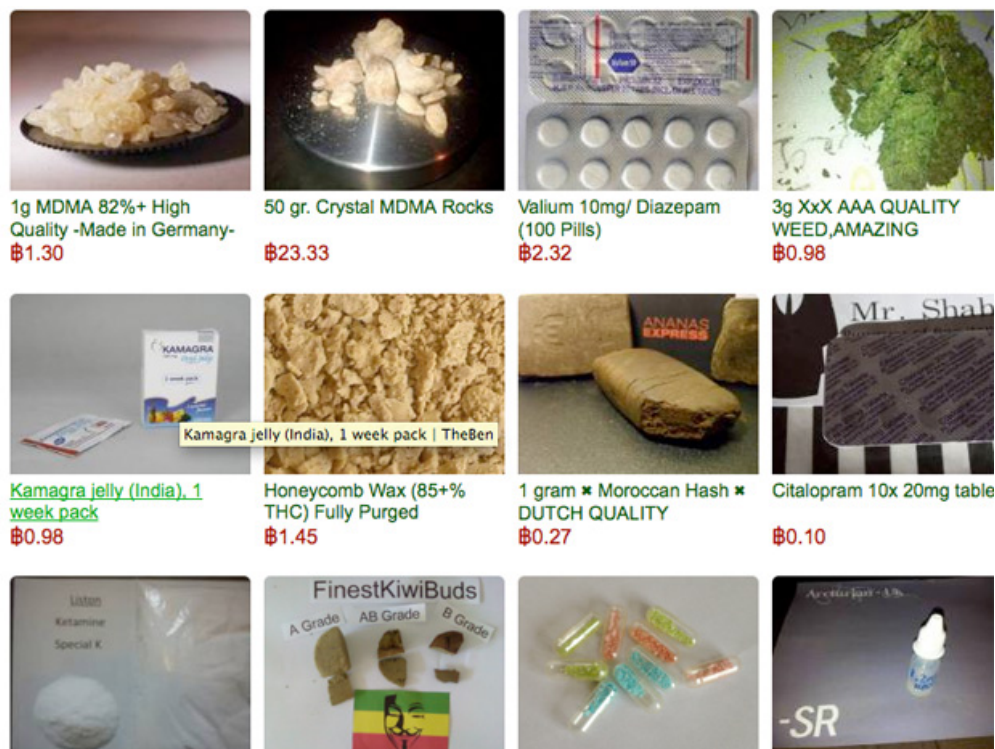 Mr. Shab
1g MDMA 82%+ High
Quality -Made in Germany-
฿1.30
50 gr. Crystal MDMA Rocks
฿23.33
Valium 10mg/ Diazepam
(100 Pills)
฿2.32
3g XxX AAA QUALITY
WEED,AMAZING
฿0.98
KAMAGRA
1 week pack
ANANAS
EXPRESS
Kamagra jelly (India), 1 week pack | TheBen
Kamagra jelly (India), 1
week pack
฿0.98
Honeycomb Wax (85+%
THC) Fully Purged
฿1.45
1 gram ✖ Moroccan Hash ✖
DUTCH QUALITY
฿0.27
Citalopram 10x 20mg table
฿0.10
Ketamine
Special K
FinestKiwiBuds
A Grade
AB Grade
B Grade
-SR